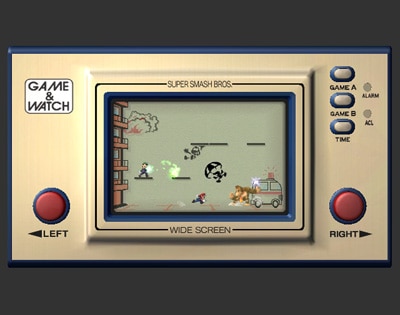 SUPER SMASH BROS.
GAME
&
WATCH
GAME A
ALARM
GAME B
ACL
TIME
◄LEFT
WIDE SCREEN
RIGHT►